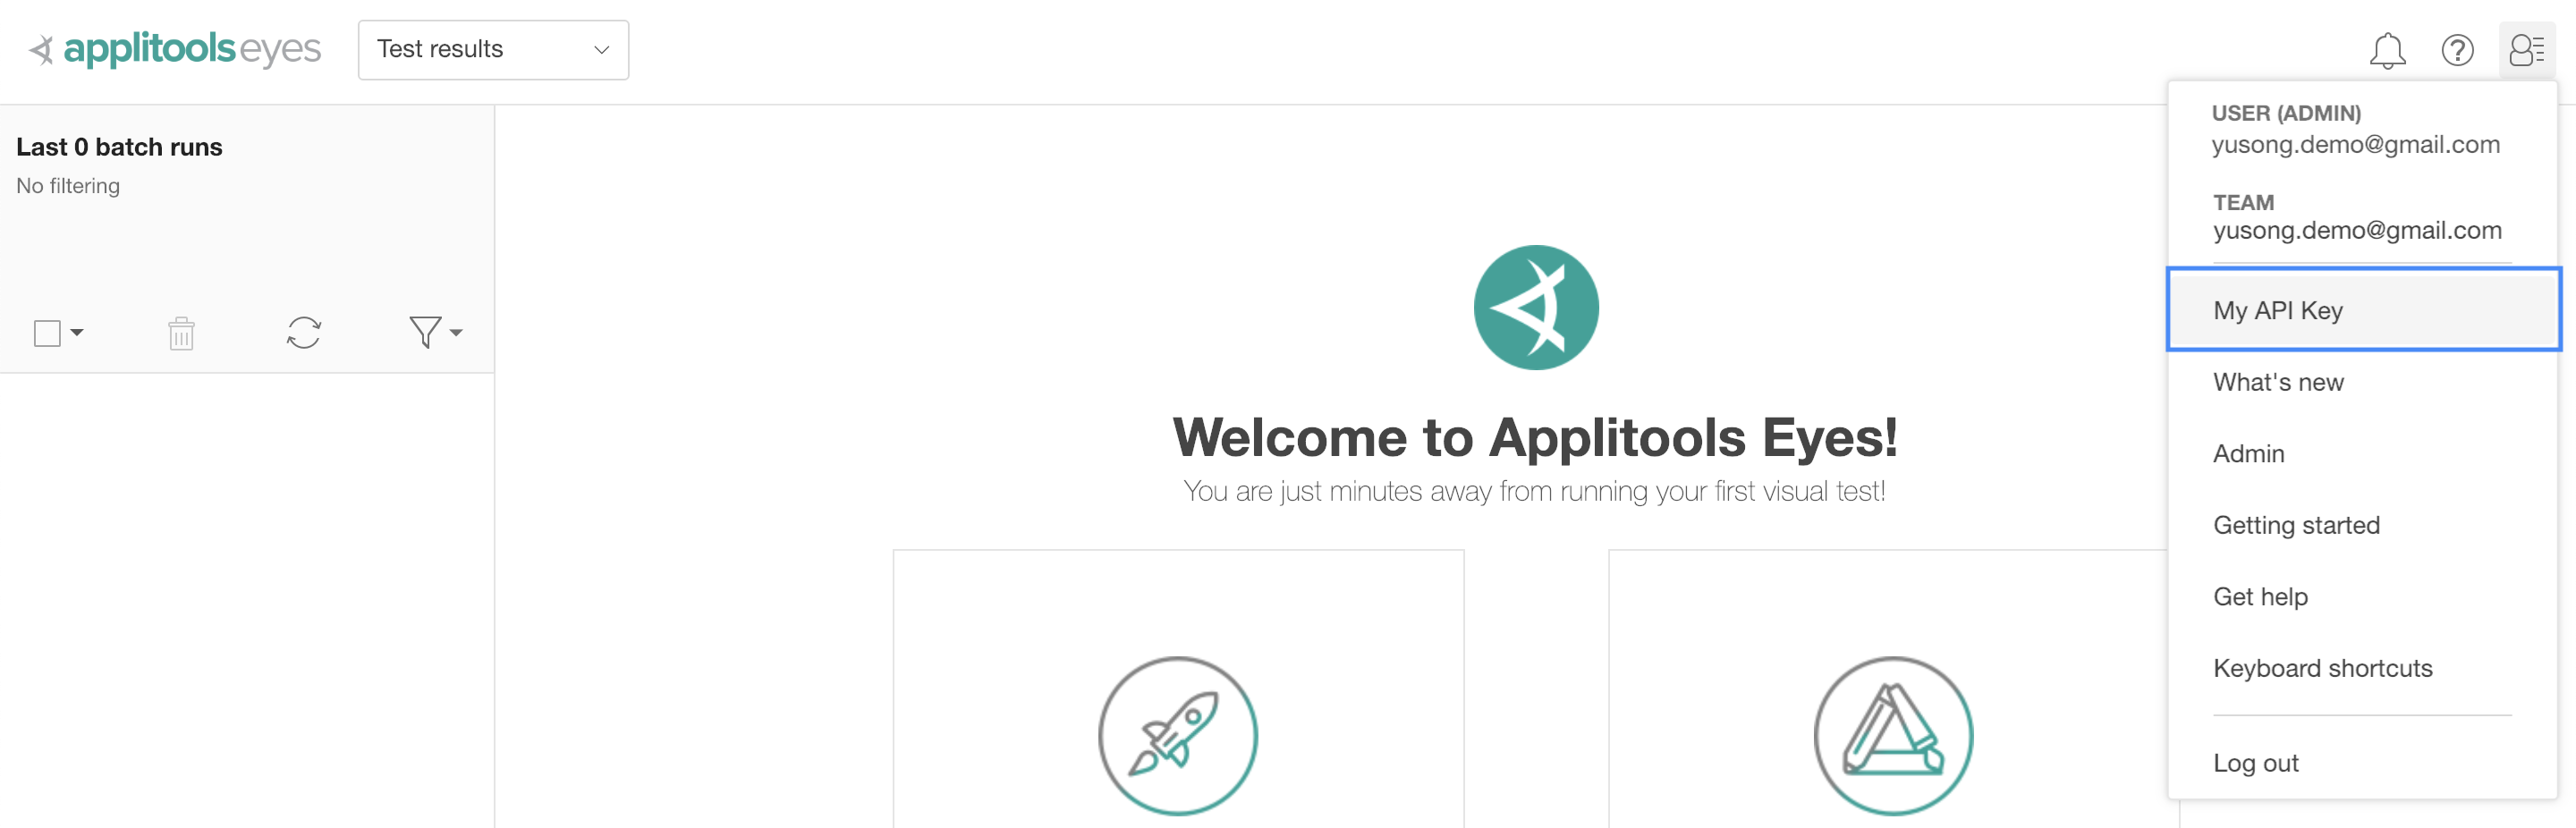 applitools eyes
Test results
Last 0 batch runs
No filtering
Welcome to Applitools Eyes!
You are just minutes away from running your first visual test!
USER (ADMIN)
yusong.demo@gmail.com
TEAM
yusong.demo@gmail.com
My API Key
What's new
Admin
Getting started
Get help
Keyboard shortcuts
Log out